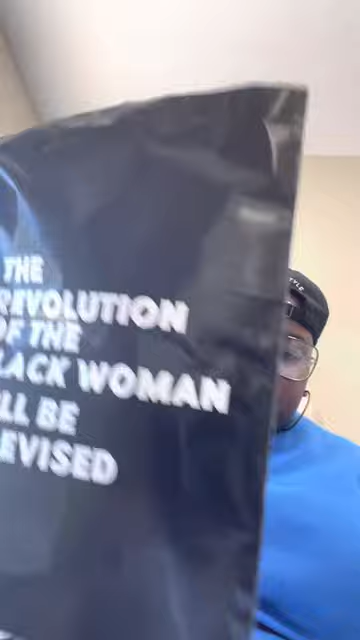 THE
REVOLUTION
OF THE
LACK WOMAN
LL BE
EVISED